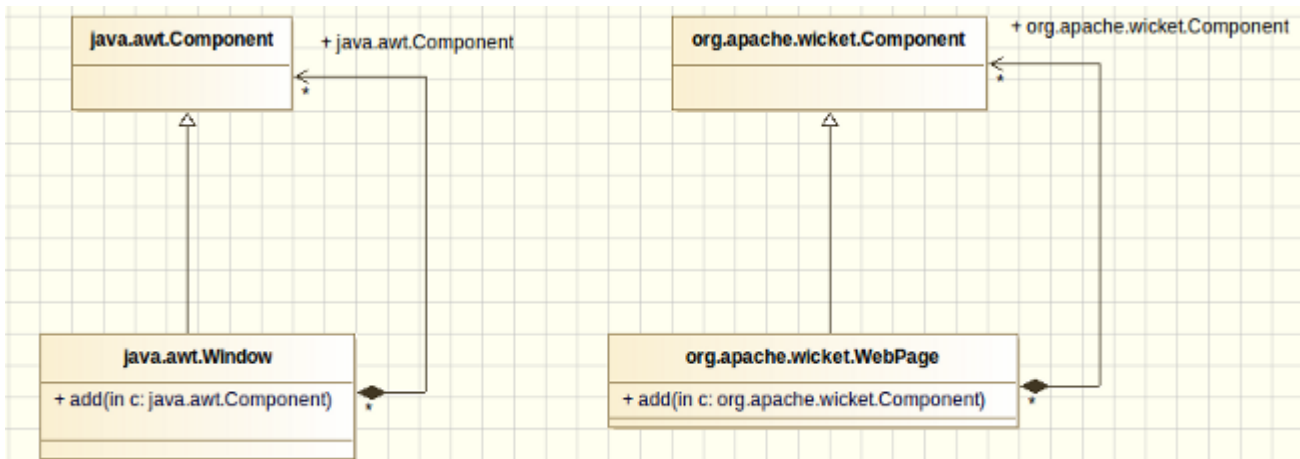 java.awt.Component
+ java.awt.Component
*
org.apache.wicket.Component
+ org.apache.wicket.Component
*
java.awt.Window
+ add(in c: java.awt.Component)
*
org.apache.wicket.WebPage
+ add(in c: org.apache.wicket.Component)
*